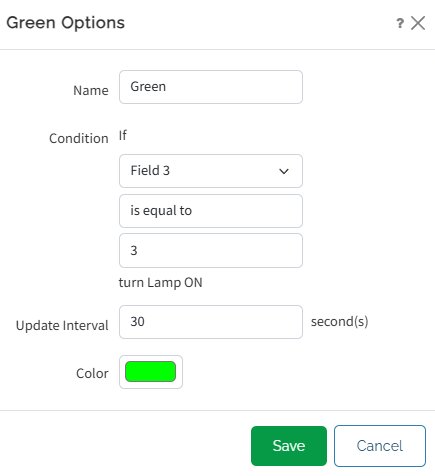 Green Options ?
Name Green
Condition If
Field 3
is equal to
3
turn Lamp ON
Update Interval 30 second(s)
Color
Save Cancel